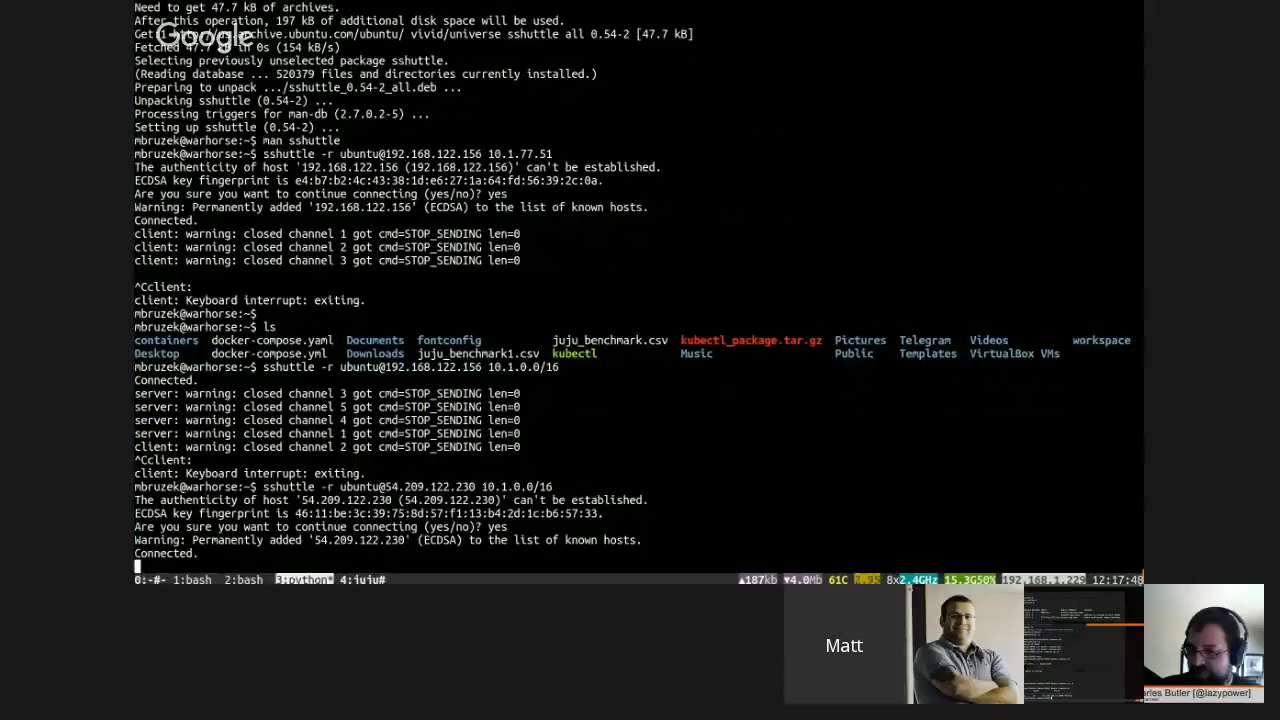 Need to get 47.7 kB of archives.
After this operation, 197 kB of additional disk space will be used.
archive.ubuntu.com/ubuntu/ vivid/universe sshuttle all 0.54-2 [47.7 kB]
Google
Fetched 47.7 in 0s (154 kB/s)
Selecting previously unselected package sshuttle.
(Reading database ... 520379 files and directories currently installed.)
Preparing to unpack .../sshuttle_0.54-2_all.deb ...
Unpacking sshuttle (0.54-2) ...
Processing triggers for man-db (2.7.0.2-5) ...
Setting up sshuttle (0.54-2) ...
mbruzek@warhorse:~$ man sshuttle
mbruzek@warhorse:~$ sshuttle -r ubuntu@192.168.122.156 10.1.77.51
The authenticity of host '192.168.122.156 (192.168.122.156)' can't be established.
ECDSA key fingerprint is e4:b7:b2:4c:43:38:1d:e6:27:1a:64:fd:56:39:2c:0a.
Are you sure you want to continue connecting (yes/no)? yes
Warning: Permanently added '192.168.122.156' (ECDSA) to the list of known hosts.
Connected.
client: warning: closed channel 1 got cmd=STOP_SENDING len=0
client: warning: closed channel 2 got cmd=STOP_SENDING len=0
client: warning: closed channel 3 got cmd=STOP_SENDING len=0
^Cclient:
client: Keyboard interrupt: exiting.
mbruzek@warhorse:~$
mbruzek@warhorse:~$ ls
containers docker-compose.yaml Documents fontconfig juju_benchmark.csv kubectl_package.tar.gz Pictures Telegram Videos workspace
Desktop docker-compose.yml Downloads juju_benchmark1.csv kubectl Music Public Templates VirtualBox VMs
mbruzek@warhorse:~$ sshuttle -r ubuntu@192.168.122.156 10.1.0.0/16
Connected.
server: warning: closed channel 3 got cmd=STOP_SENDING len=0
server: warning: closed channel 5 got cmd=STOP_SENDING len=0
server: warning: closed channel 4 got cmd=STOP_SENDING len=0
server: warning: closed channel 1 got cmd=STOP_SENDING len=0
client: warning: closed channel 2 got cmd=STOP_SENDING len=0
^Cclient:
client: Keyboard interrupt: exiting.
mbruzek@warhorse:~$ sshuttle -r ubuntu@54.209.122.230 10.1.0.0/16
The authenticity of host '54.209.122.230 (54.209.122.230)' can't be established.
ECDSA key fingerprint is 46:11:be:3c:39:75:8d:57:f1:13:b4:2d:1c:b6:57:33.
Are you sure you want to continue connecting (yes/no)? yes
Warning: Permanently added '54.209.122.230' (ECDSA) to the list of known hosts.
Connected.
0:-#- 1:bash 2:bash 3:python* 4:juju# ▲187kb ▼4.0Mb 61C 2.95 8x2.4GHz 15.3G50% 192.168.1.229 12:17:48
Matt
arles Butler [@lazypower]